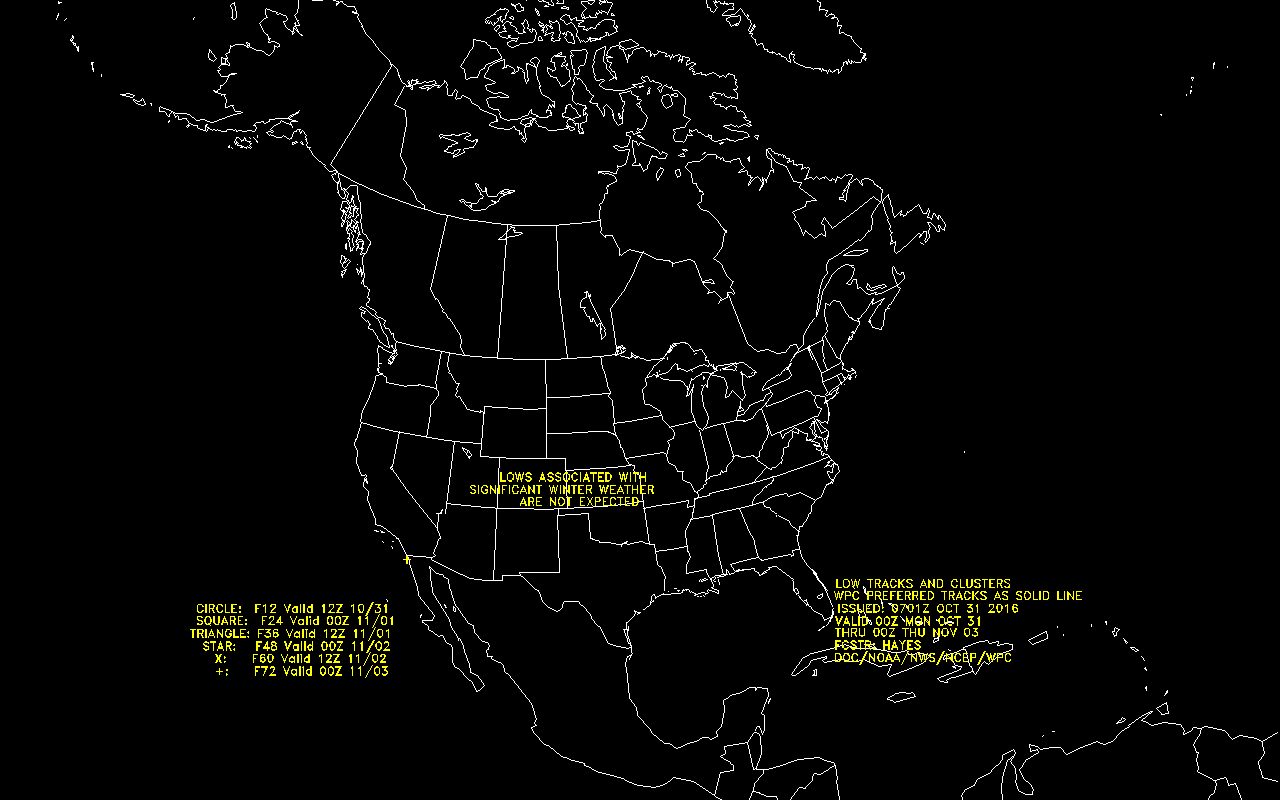 LOWS ASSOCIATED WITH
SIGNIFICANT WINTER WEATHER
ARE NOT EXPECTED
CIRCLE: F12 Valid 12Z 10/31
SQUARE: F24 Valid 00Z 11/01
TRIANGLE: F36 Valid 12Z 11/01
STAR: F48 Valid 00Z 11/02
X: F60 Valid 12Z 11/02
+: F72 Valid 00Z 11/03
LOW TRACKS AND CLUSTERS
WPC PREFERRED TRACKS AS SOLID LINE
ISSUED: 0701Z OCT 31 2016
VALID 00Z MON OCT 31
THRU 00Z THU NOV 03
FCSTR: HAYES
DOC/NOAA/NWS/NCEP/WPC